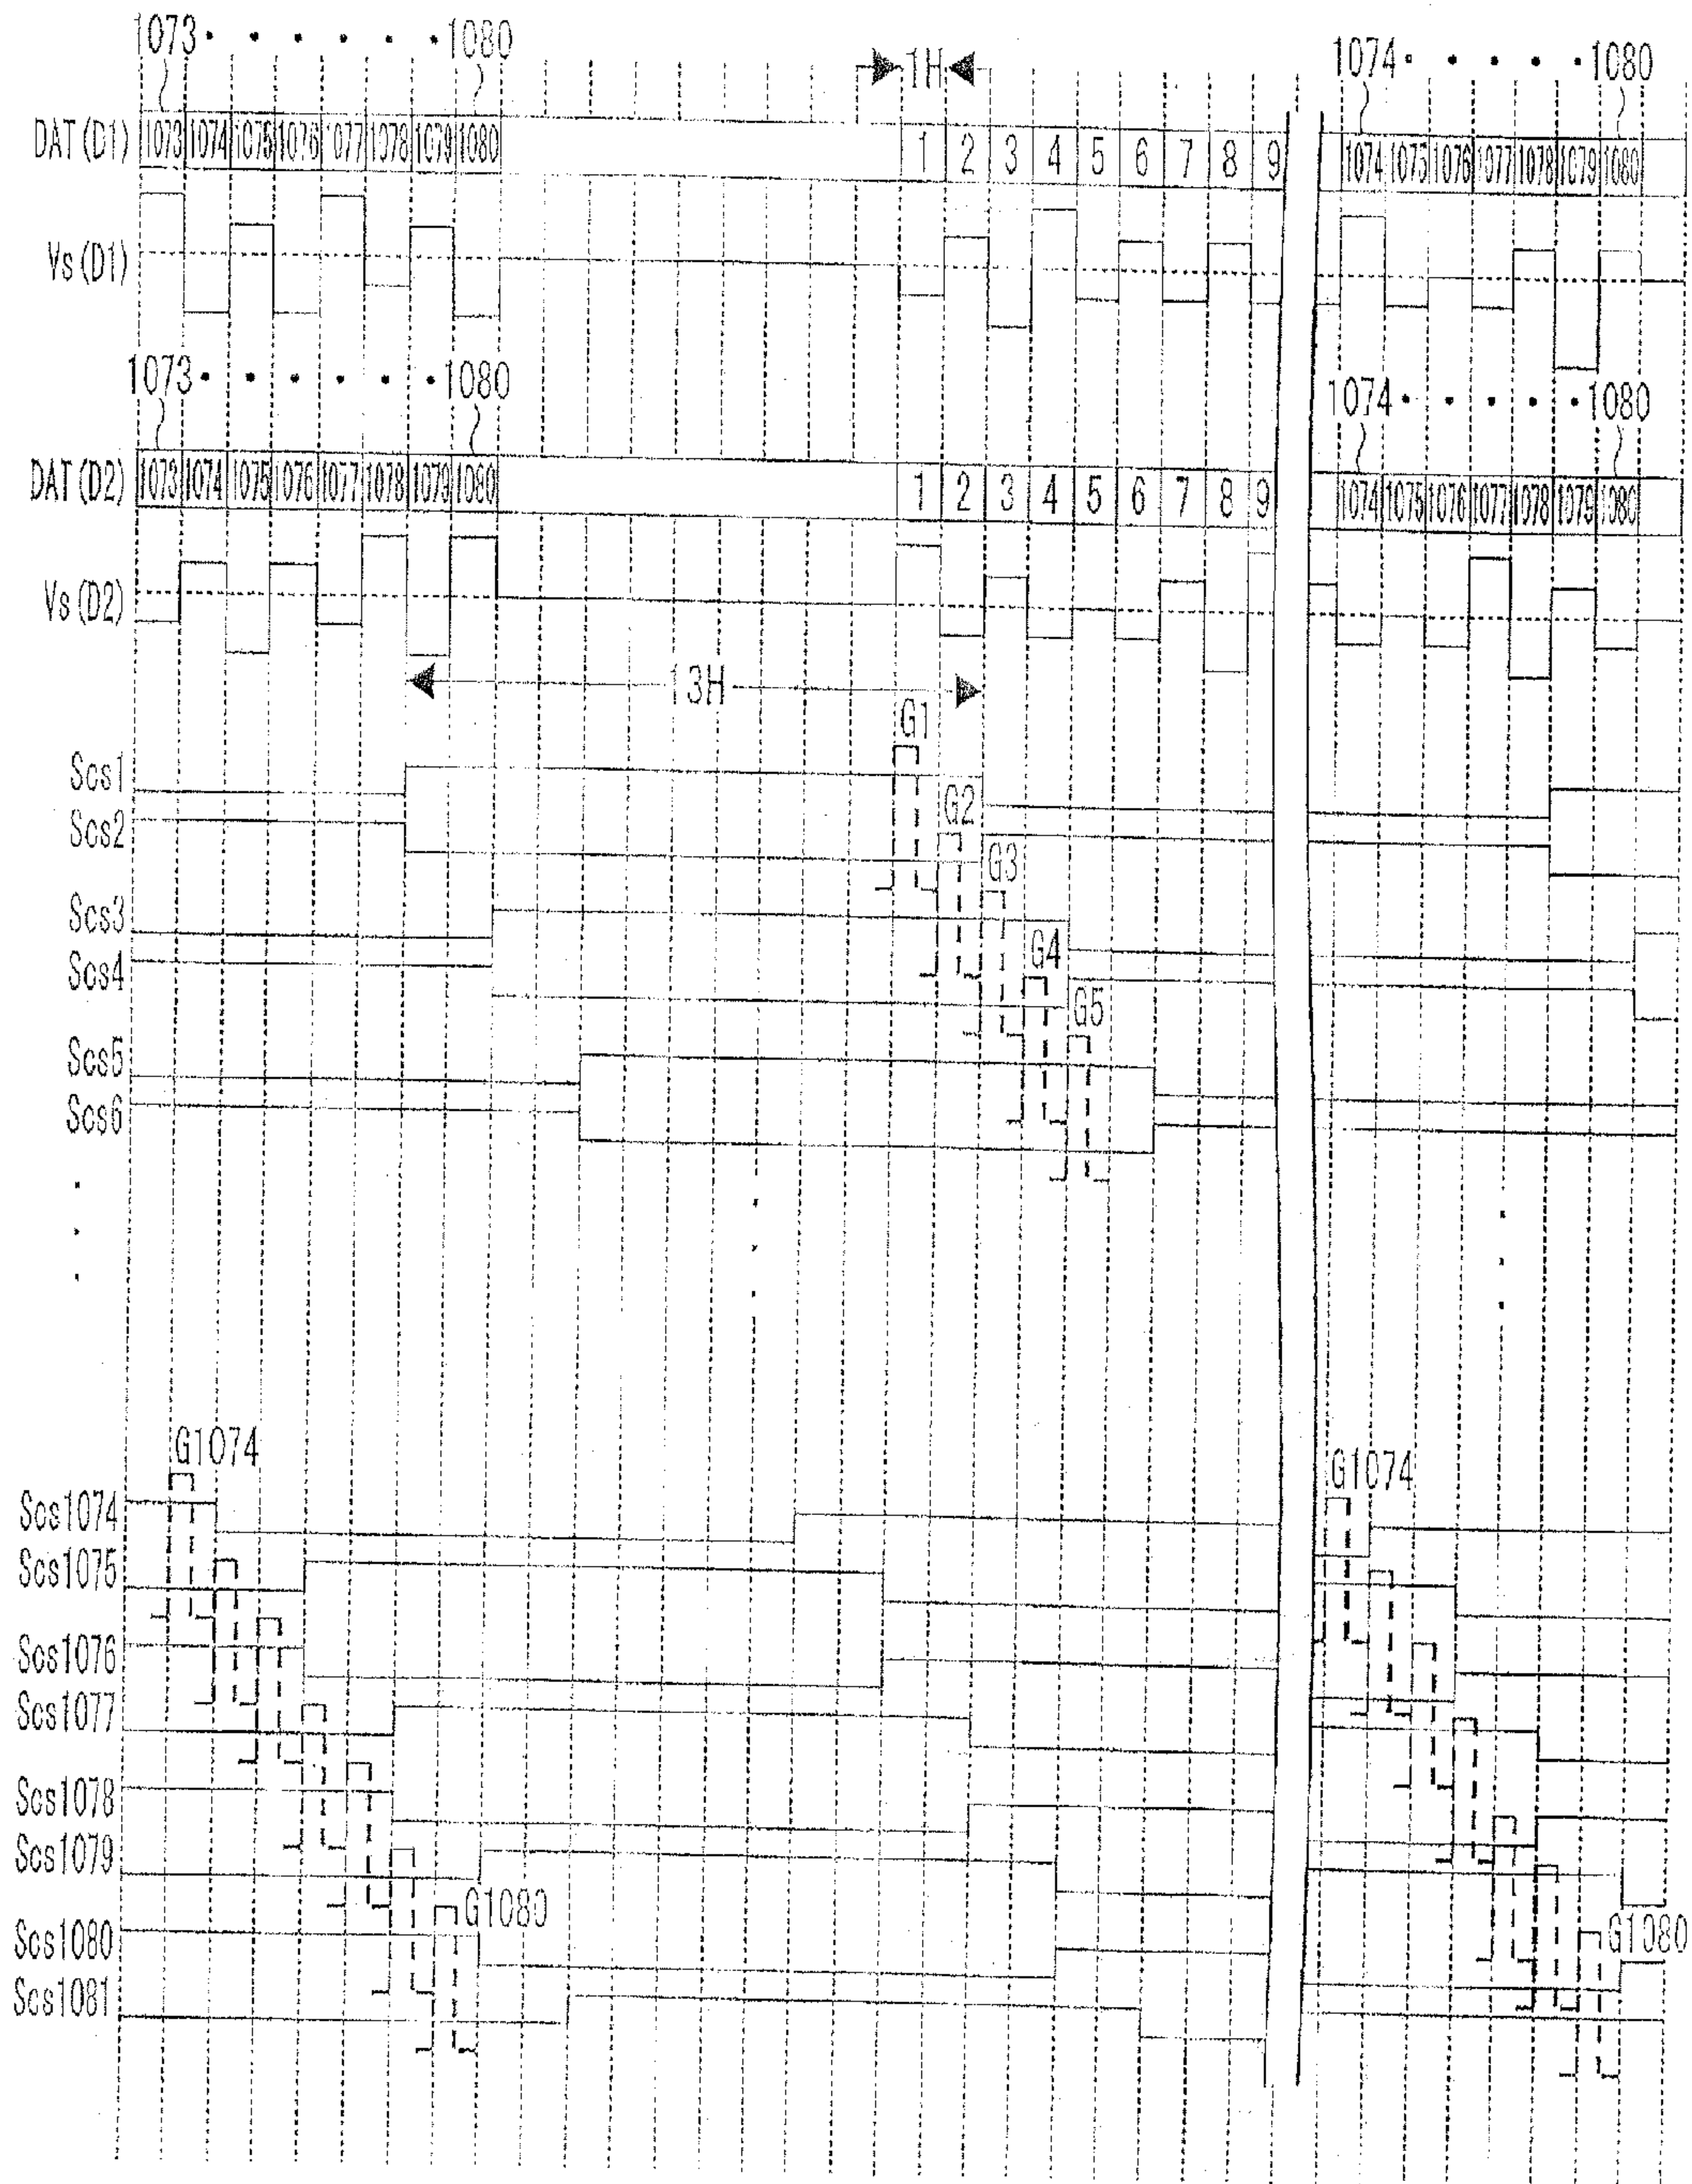 1073 · · · · · · 1080
1H
1074 · · · · · 1080
DAT(D1) 1073 1074 1075 1076 1077 1078 1079 1080 1 2 3 4 5 6 7 8 9 1074 1075 1076 1077 1078 1079 1080
Vs(D1)
1073 · · · · · · 1080
1074 · · · · · 1080
DAT(D2) 1073 1074 1075 1076 1077 1078 1079 1080 1 2 3 4 5 6 7 8 9 1074 1075 1076 1077 1078 1079 1080
Vs(D2)
13H
G1
Scs1
G2
Scs2
G3
Scs3
G4
Scs4
G5
Scs5
Scs6
G1074
G1074
Scs1074
Scs1075
Scs1076
Scs1077
Scs1078
Scs1079
G1080
G1080
Scs1080
Scs1081